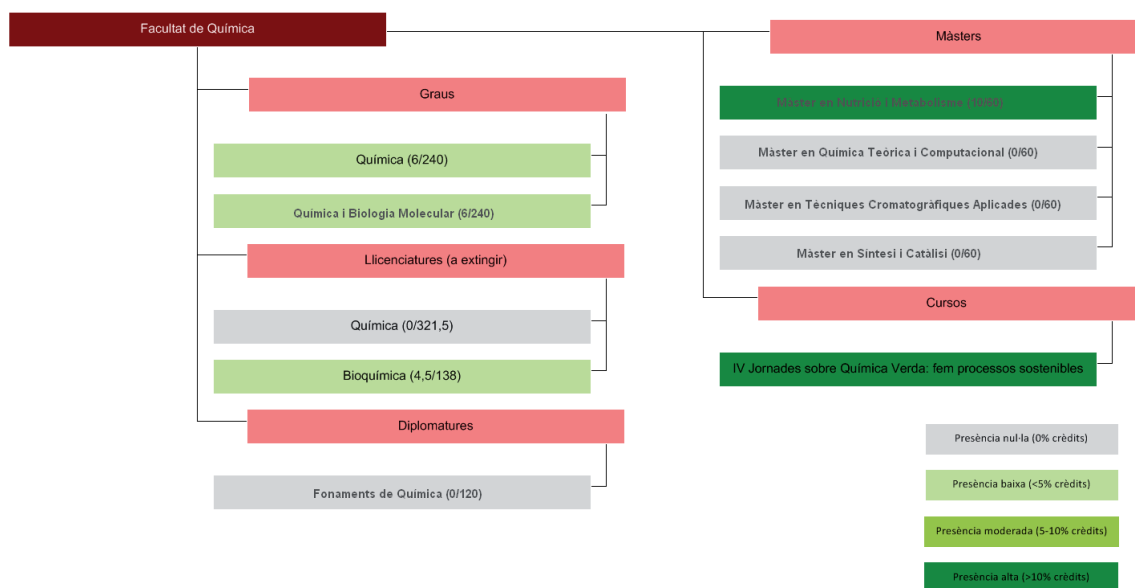 Facultat de Química
Graus
Química (6/240)
Química i Biologia Molecular (6/240)
Llicenciatures (a extingir)
Química (0/321,5)
Bioquímica (4,5/138)
Diplomatures
Fonaments de Química (0/120)
Màsters
Màster en Nutrisió i Metabolisme (10/60)
Màster en Química Teòrica i Computacional (0/60)
Màster en Técniques Cromatogràfiques Aplicades (0/60)
Màster en Síntesi i Catàlisi (0/60)
Cursos
IV Jornades sobre Química Verda: fem processos sostenibles
Presència nul·la (0% crèdits)
Presència baixa (<5% crèdits)
Presència moderada (5-10% crèdits)
Presència alta (>10% crèdits)